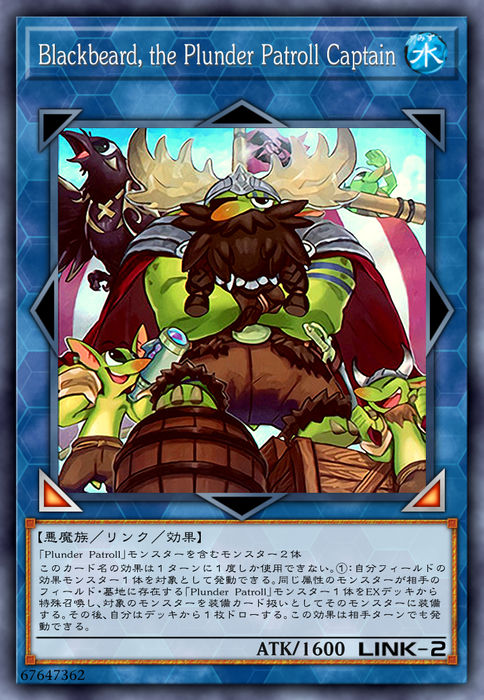 Blackbeard, the Plunder Patroll Captain
みず
水
【悪魔族／リンク／効果】
「Plunder Patroll」モンスターを含むモンスター２体
このカード名の効果は１ターンに１度しか使用できない。①：自分フィールドの
効果モンスター１体を対象として発動できる。同じ属性のモンスターが相手の
フィールド・墓地に存在する「Plunder Patroll」モンスター１体をEXデッキから
特殊召喚し、対象のモンスターを装備カード扱いとしてそのモンスターに装備
する。その後、自分はデッキから１枚ドローする。この効果は相手ターンでも発
動できる。
ATK/1600 LINK-2
67647362